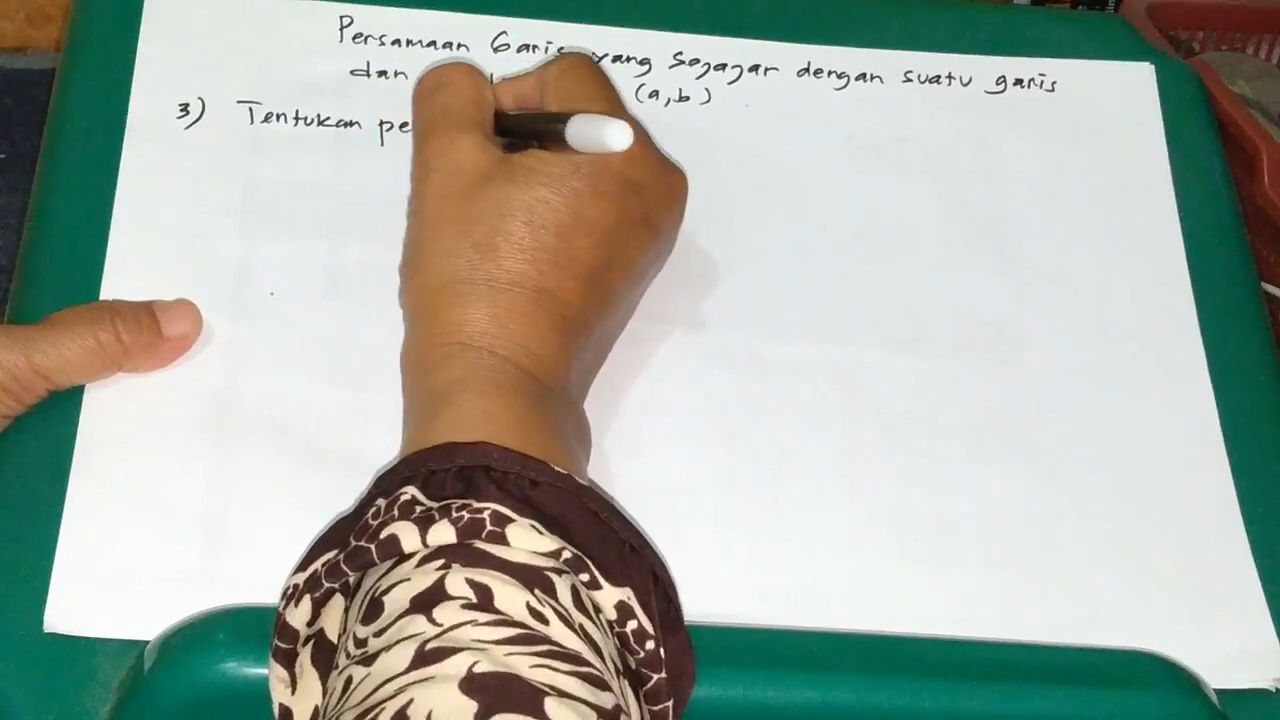 Persamaan Garis yang Sejajar dengan suatu garis
dan (a,b)
3) Tentukan pe